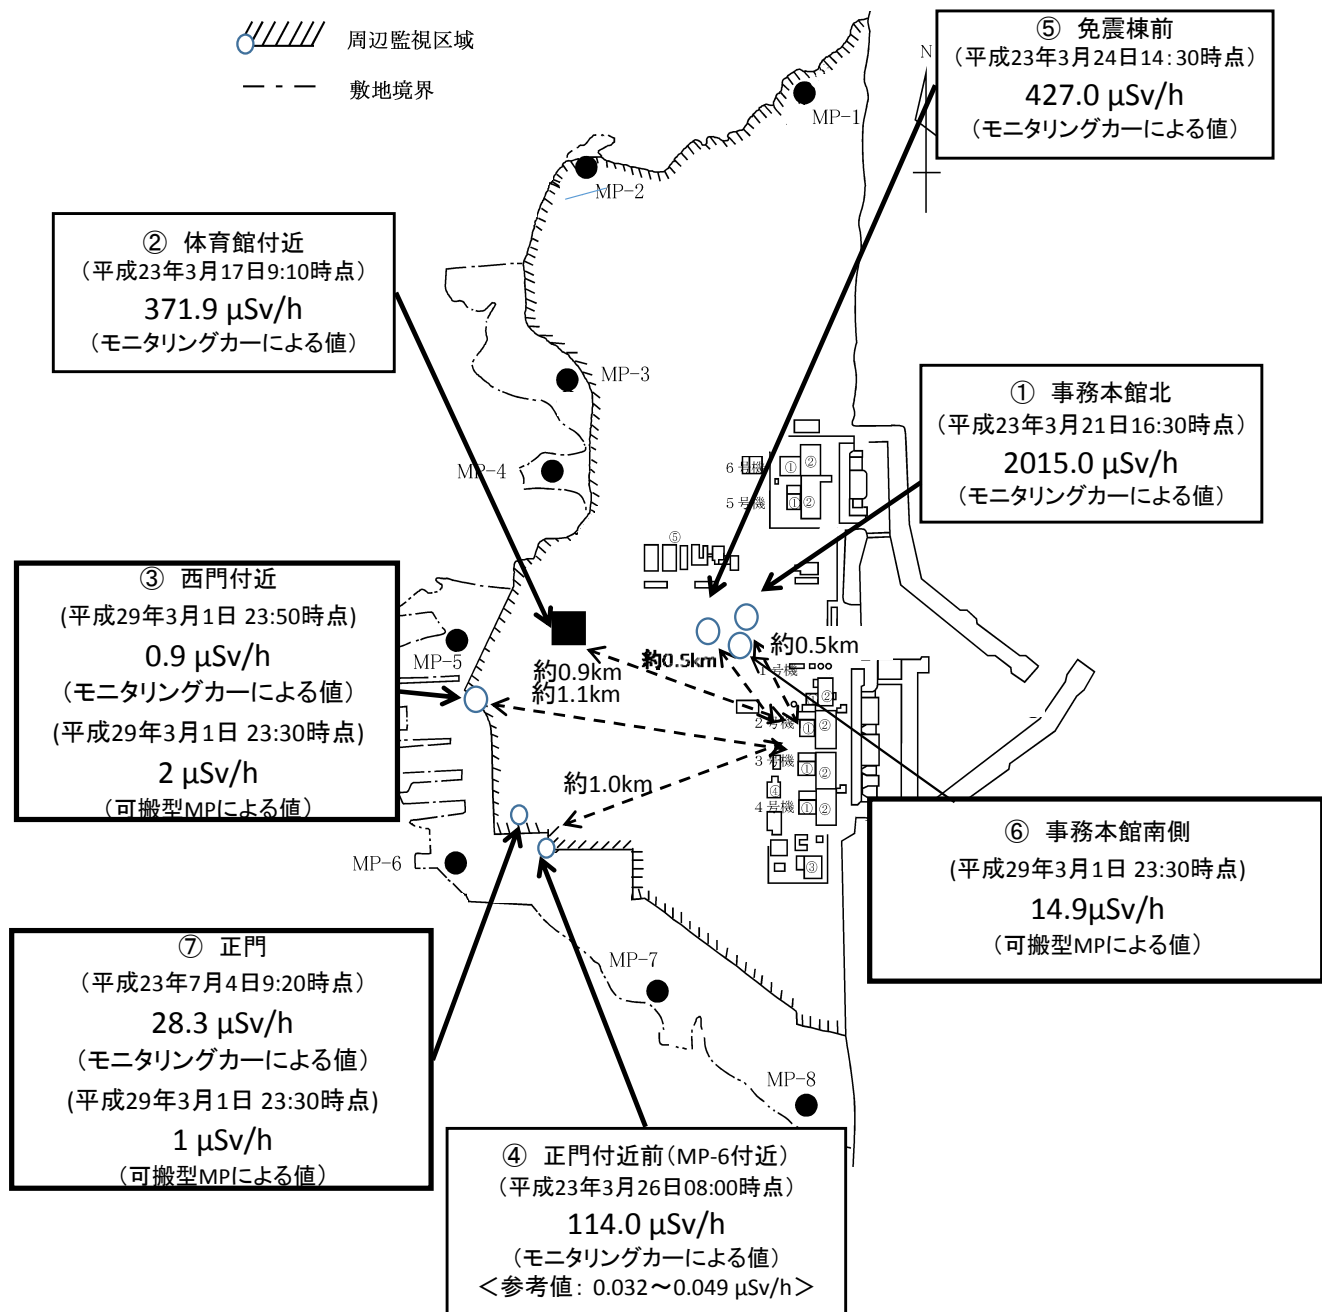 周辺監視区域
敷地境界
⑤ 免震棟前
(平成23年3月24日14:30時点)
427.0 μSv/h
(モニタリングカーによる値)
N
MP-1
MP-2
② 体育館付近
(平成23年3月17日9:10時点)
371.9 μSv/h
(モニタリングカーによる値)
MP-3
MP-4
① 事務本館北
(平成23年3月21日16:30時点)
2015.0 μSv/h
(モニタリングカーによる値)
6号機
①
②
5号機
①
②
⑤
③ 西門付近
(平成29年3月1日 23:50時点)
0.9 μSv/h
(モニタリングカーによる値)
(平成29年3月1日 23:30時点)
2 μSv/h
(可搬型MPによる値)
MP-5
約0.9km
約1.1km
約0.5km
約0.5km
1号機
②
2号機
①
②
3号機
①
②
④
4号機
①
②
③
約1.0km
MP-6
⑥ 事務本館南側
(平成29年3月1日 23:30時点)
14.9μSv/h
(可搬型MPによる値)
⑦ 正門
(平成23年7月4日9:20時点)
28.3 μSv/h
(モニタリングカーによる値)
(平成29年3月1日 23:30時点)
1 μSv/h
(可搬型MPによる値)
MP-7
MP-8
④ 正門付近前(MP-6付近)
(平成23年3月26日08:00時点)
114.0 μSv/h
(モニタリングカーによる値)
<参考値: 0.032～0.049 μSv/h>